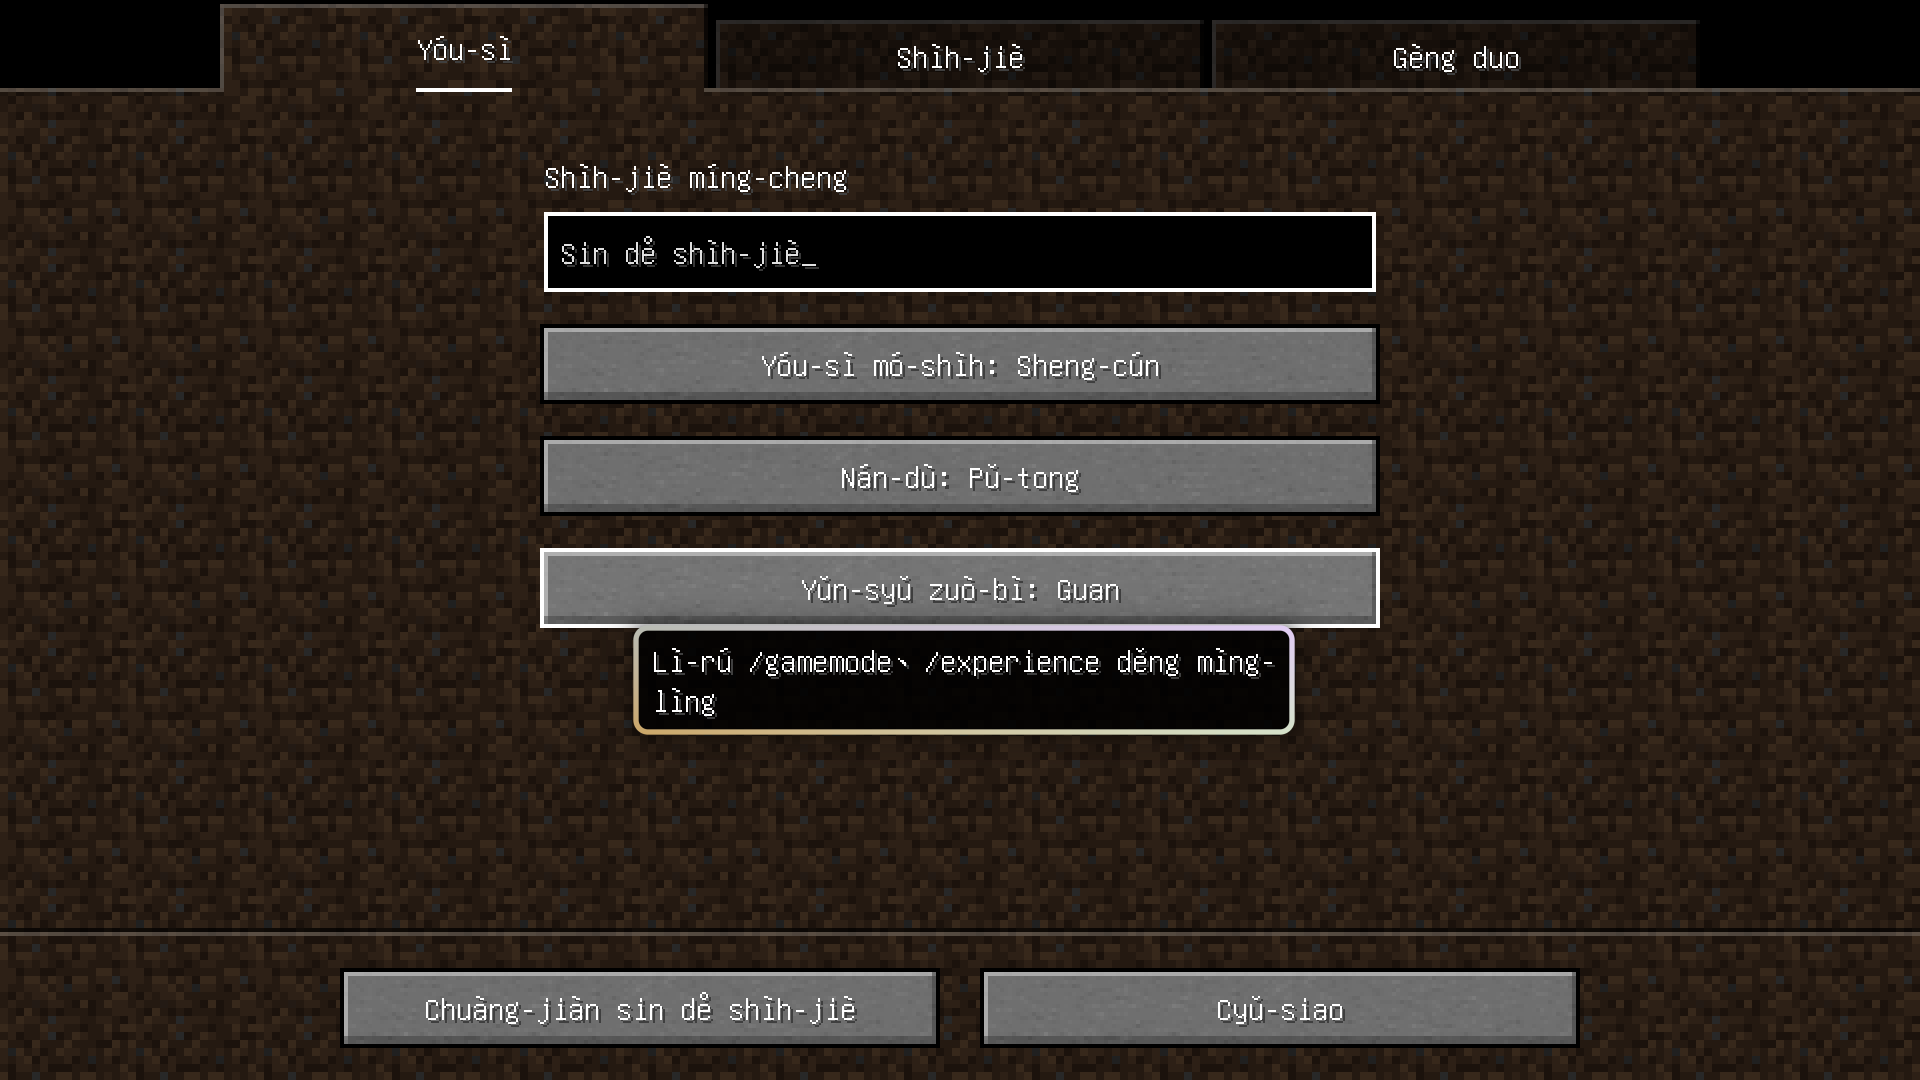 Yóu-sì
Shìh-jiè
Gèng duo
Shìh-jiè míng-cheng
Sin de̊ shìh-jiè_
Yóu-sì mó-shìh: Sheng-cún
Nán-dù: Pǔ-tong
Yǔn-syǔ zuò-bì: Guan
Lì-rú /gamemode、/experience děng mìng-
lìng
Chuàng-jiàn sin de̊ shìh-jiè
Cyǔ-siao